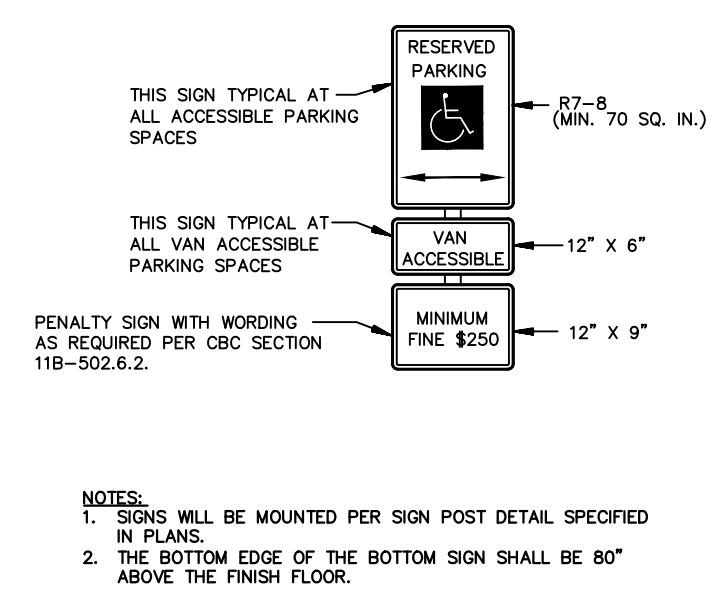 RESERVED
PARKING
THIS SIGN TYPICAL AT
ALL ACCESSIBLE PARKING
SPACES
R7-8
(MIN. 70 SQ. IN.)
THIS SIGN TYPICAL AT
ALL VAN ACCESSIBLE
PARKING SPACES
VAN
ACCESSIBLE
12" X 6"
PENALTY SIGN WITH WORDING
AS REQUIRED PER CBC SECTION
11B-502.6.2.
MINIMUM
FINE $250
12" X 9"
NOTES:
1. SIGNS WILL BE MOUNTED PER SIGN POST DETAIL SPECIFIED
IN PLANS.
2. THE BOTTOM EDGE OF THE BOTTOM SIGN SHALL BE 80"
ABOVE THE FINISH FLOOR.